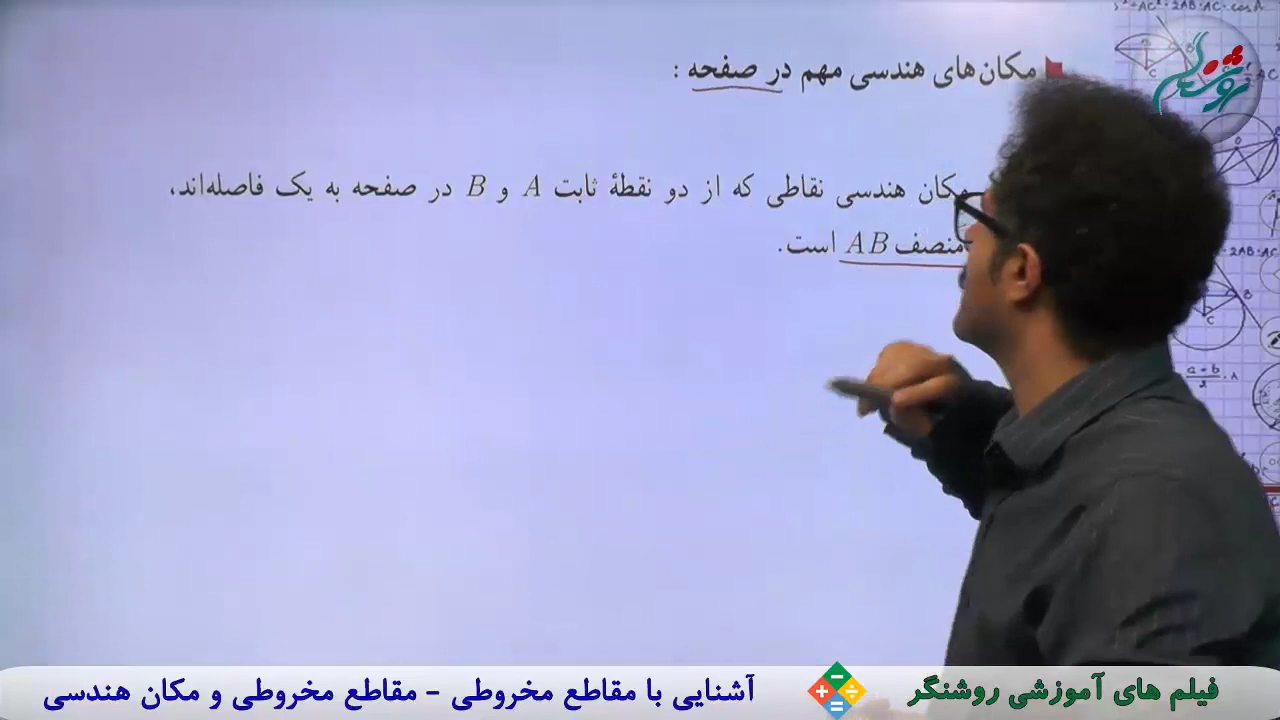 مکان‌های هندسی مهم در صفحه :
مکان هندسی نقاطی که از دو نقطهٔ ثابت A و B در صفحه به یک فاصله‌اند،
منصف AB است.
فیلم های آموزشی روشنگر
آشنایی با مقاطع مخروطی - مقاطع مخروطی و مکان هندسی